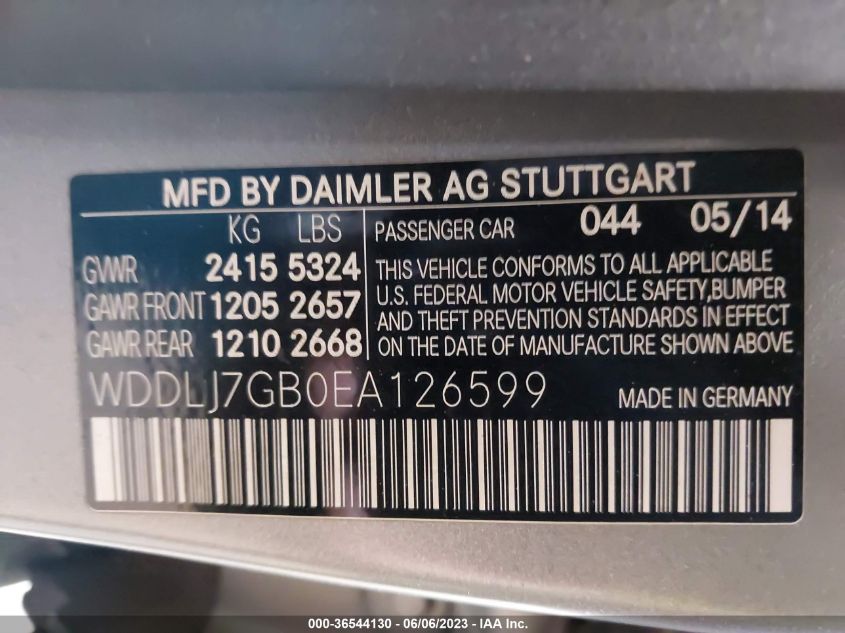 MFD BY DAIMLER AG STUTTGART
KG LBS
GVWR 2415 5324
GAWR FRONT 1205 2657
GAWR REAR 1210 2668
PASSENGER CAR 044 05/14
THIS VEHICLE CONFORMS TO ALL APPLICABLE
U.S. FEDERAL MOTOR VEHICLE SAFETY,BUMPER
AND THEFT PREVENTION STANDARDS IN EFFECT
ON THE DATE OF MANUFACTURE SHOWN ABOVE
WDDLJ7GB0EA126599 MADE IN GERMANY
000-36544130 - 06/06/2023 - IAA Inc.